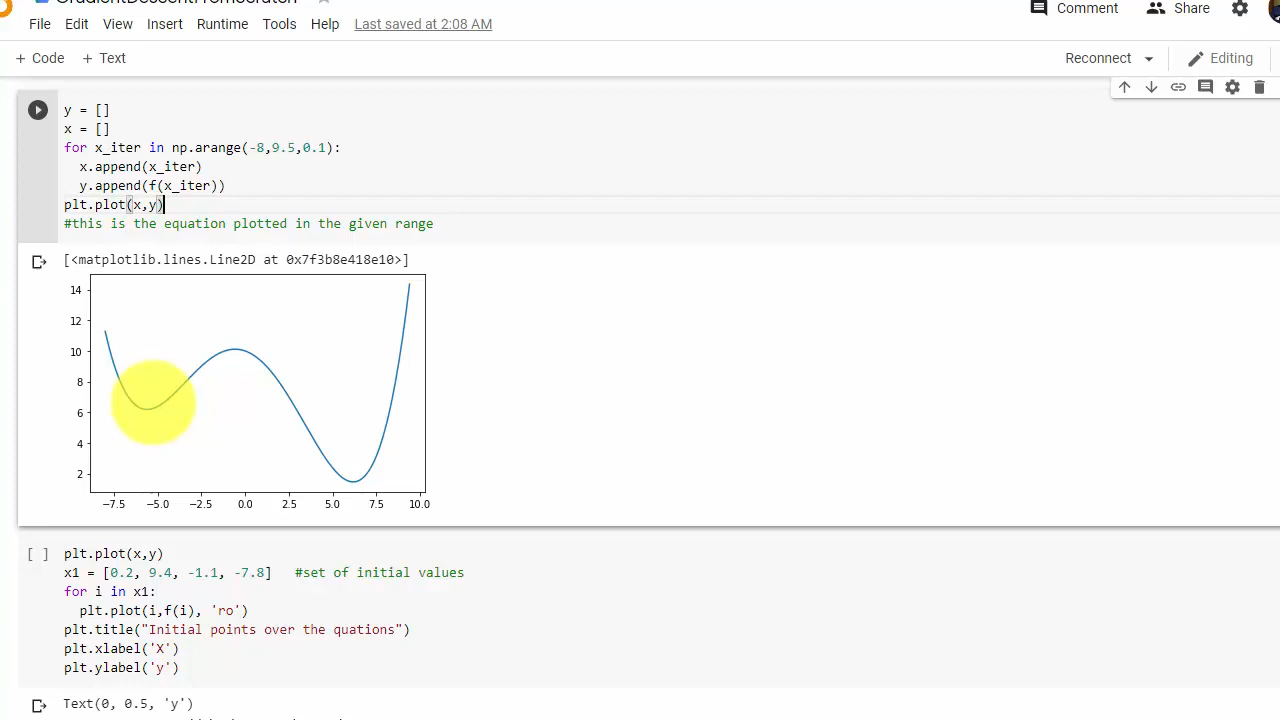 GradientDescentFromScratch
File Edit View Insert Runtime Tools Help Last saved at 2:08 AM
Comment Share
+ Code + Text
Reconnect Editing
y = []
x = []
for x_iter in np.arange(-8,9.5,0.1):
  x.append(x_iter)
  y.append(f(x_iter))
plt.plot(x,y)
#this is the equation plotted in the given range
[<matplotlib.lines.Line2D at 0x7f3b8e418e10>]
14
12
10
8
6
4
2
−7.5 −5.0 −2.5 0.0 2.5 5.0 7.5 10.0
[ ] plt.plot(x,y)
x1 = [0.2, 9.4, -1.1, -7.8] #set of initial values
for i in x1:
  plt.plot(i,f(i), 'ro')
plt.title("Initial points over the quations")
plt.xlabel('X')
plt.ylabel('y')
Text(0, 0.5, 'y')